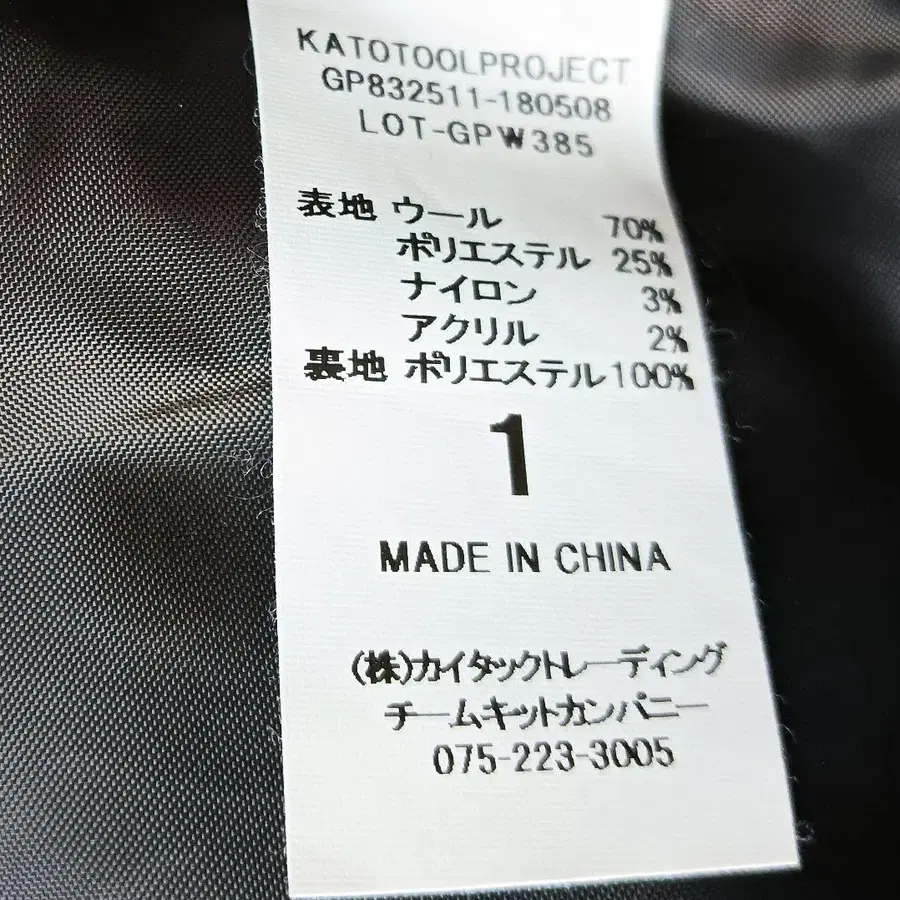 KATOTOOLPROJECT
GP832511-180508
LOT-GPW385
表地 ウール 70%
ポリエステル 25%
ナイロン 3%
アクリル 2%
裏地 ポリエステル100%
1
MADE IN CHINA
(株)カイタックトレーディング
チームキットカンパニー
075-223-3005